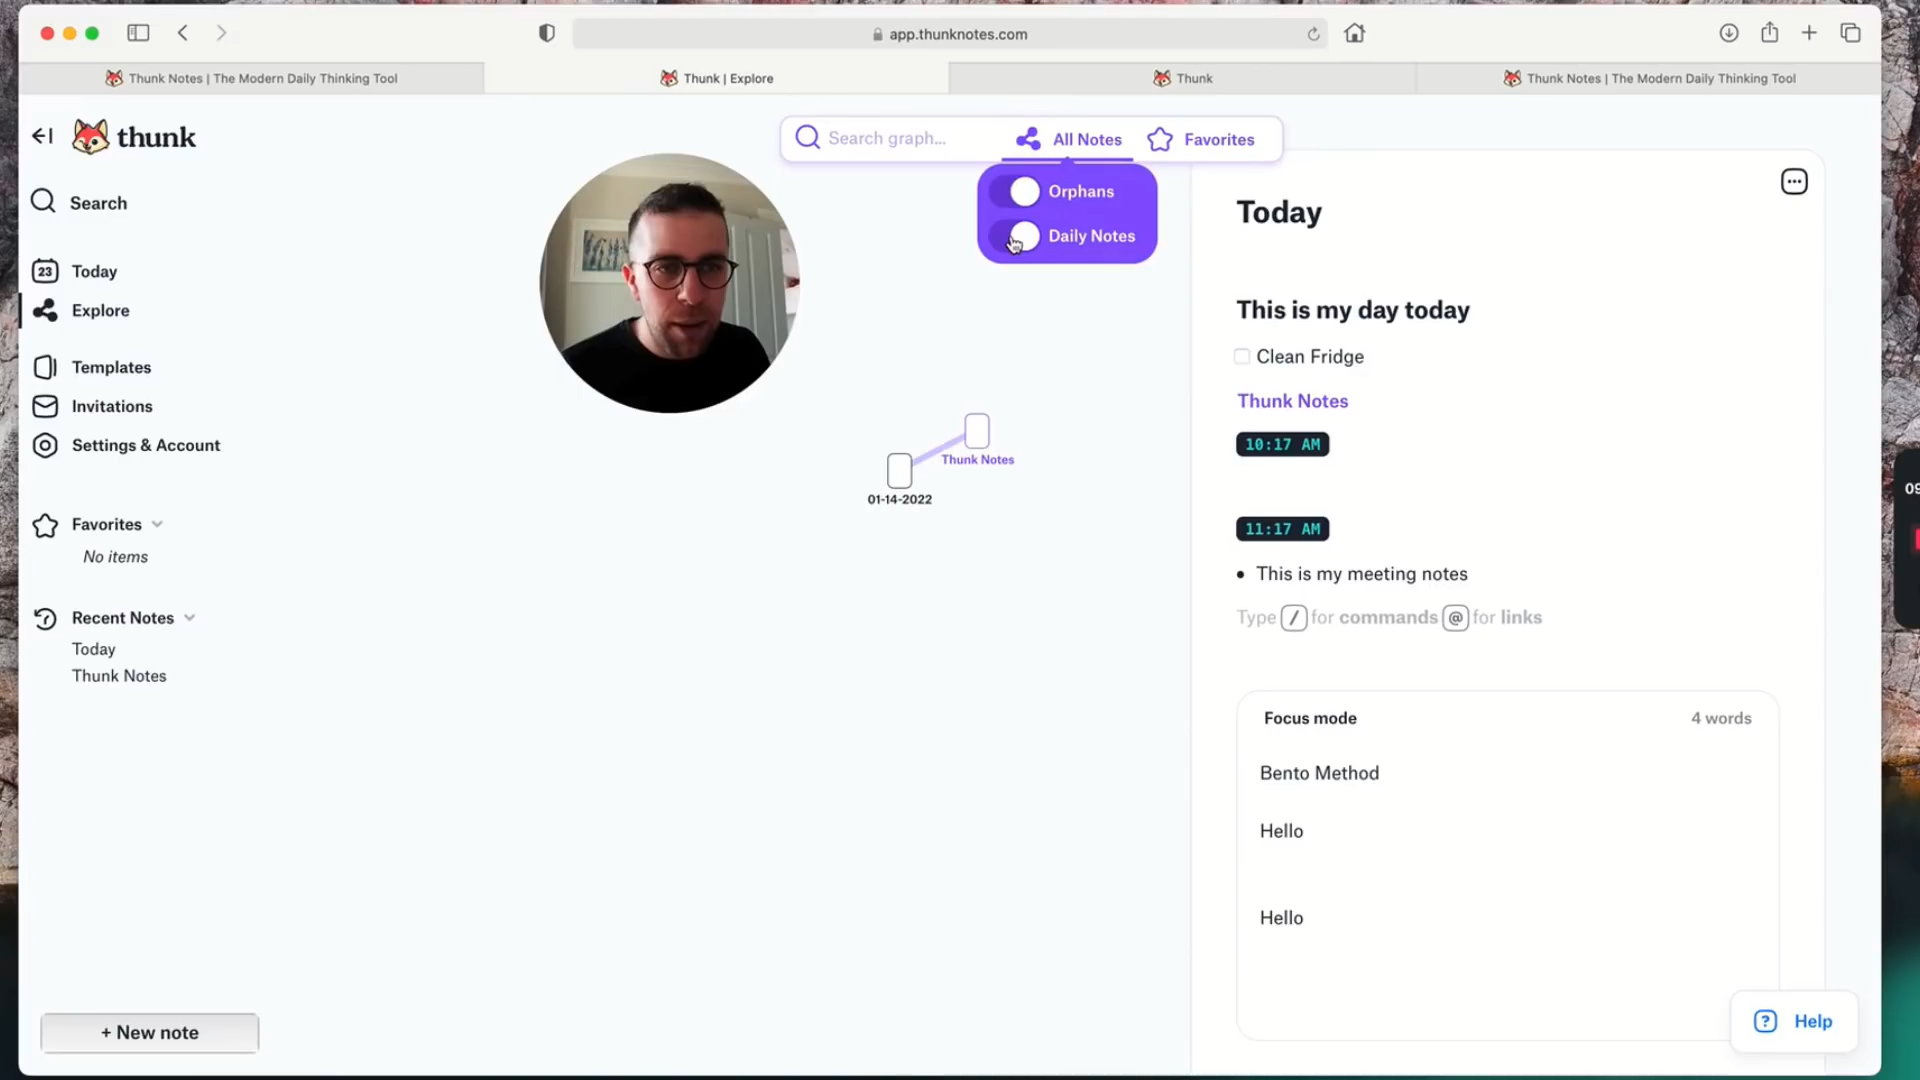 app.thunknotes.com
Thunk Notes | The Modern Daily Thinking Tool
Thunk | Explore
Thunk
Thunk Notes | The Modern Daily Thinking Tool
thunk
Search
23 Today
Explore
Templates
Invitations
Settings & Account
Favorites
No items
Recent Notes
Today
Thunk Notes
+ New note
Search graph...
All Notes
Favorites
Orphans
Daily Notes
Thunk Notes
01-14-2022
Today
This is my day today
Clean Fridge
Thunk Notes
10:17 AM
11:17 AM
• This is my meeting notes
Type / for commands @ for links
Focus mode
4 words
Bento Method
Hello
Hello
? Help